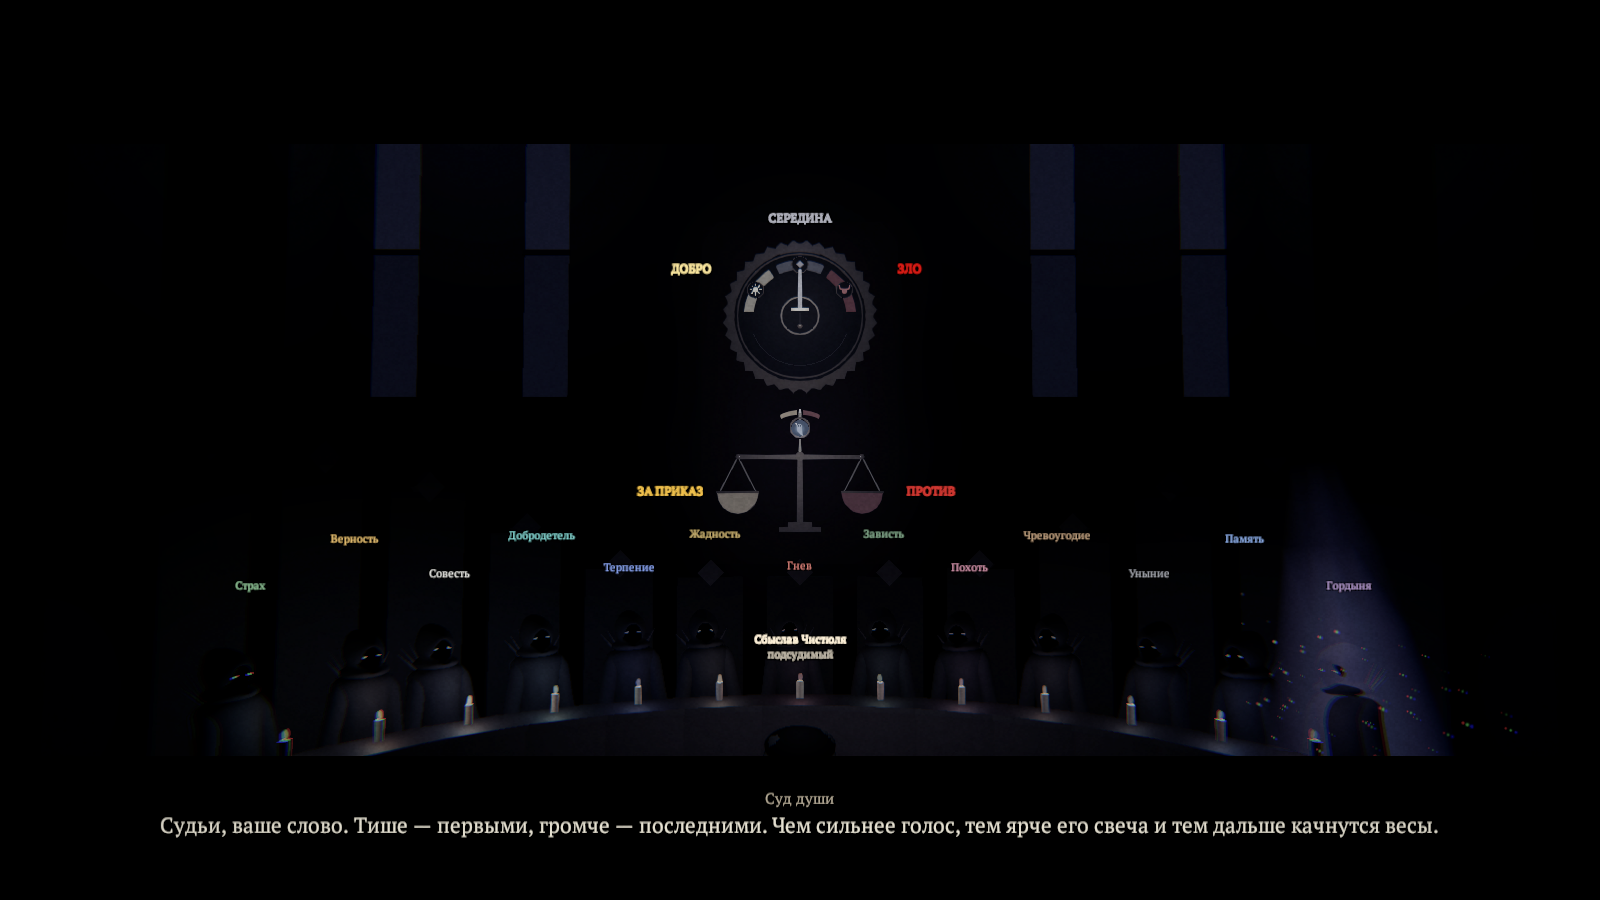 СЕРЕДИНА
ДОБРО
ЗЛО
ЗА ПРИКАЗ
ПРОТИВ
Верность
Добродетель
Жадность
Зависть
Чревоугодие
Память
Страх
Совесть
Терпение
Гнев
Похоть
Уныние
Гордыня
Сбыслав Чистюля
подсудимый
Суд души
Судьи, ваше слово. Тише — первыми, громче — последними. Чем сильнее голос, тем ярче его свеча и тем дальше качнутся весы.